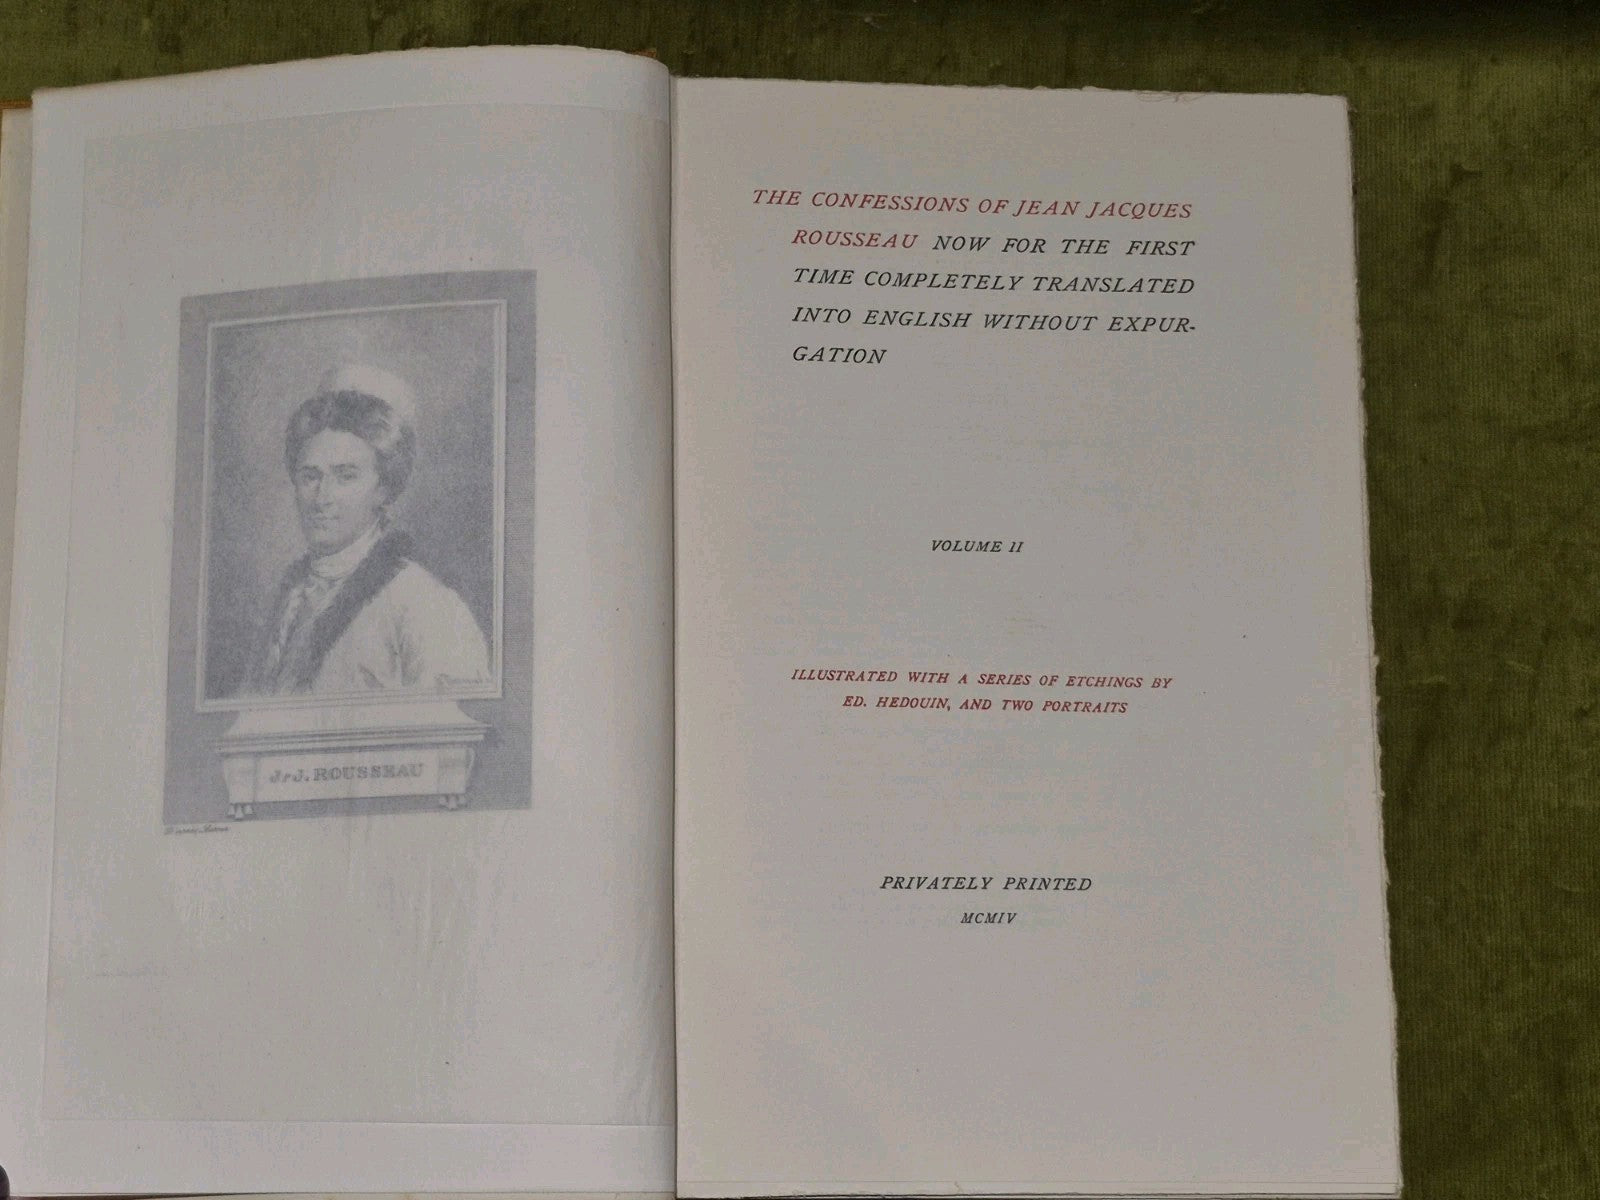 J. J. ROUSSEAU
THE CONFESSIONS OF JEAN JACQUES
ROUSSEAU NOW FOR THE FIRST
TIME COMPLETELY TRANSLATED
INTO ENGLISH WITHOUT EXPUR-
GATION
VOLUME II
ILLUSTRATED WITH A SERIES OF ETCHINGS BY
ED. HEDOUIN, AND TWO PORTRAITS
PRIVATELY PRINTED
MCMIV